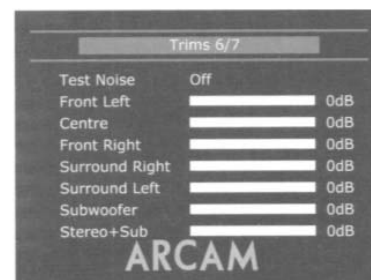 Trims 6/7
Test Noise Off
Front Left 0dB
Centre 0dB
Front Right 0dB
Surround Right 0dB
Surround Left 0dB
Subwoofer 0dB
Stereo+Sub 0dB
ARCAM